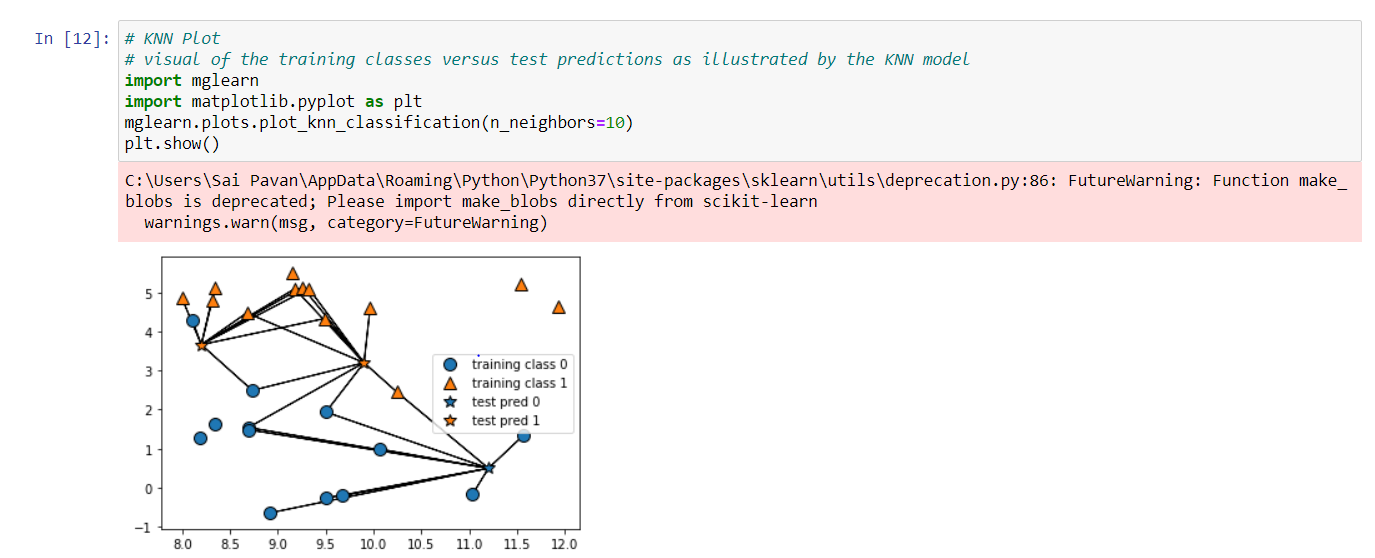 In [12]: # KNN Plot
# visual of the training classes versus test predictions as illustrated by the KNN model
import mglearn
import matplotlib.pyplot as plt
mglearn.plots.plot_knn_classification(n_neighbors=10)
plt.show()
C:\Users\Sai Pavan\AppData\Roaming\Python\Python37\site-packages\sklearn\utils\deprecation.py:86: FutureWarning: Function make_
blobs is deprecated; Please import make_blobs directly from scikit-learn
warnings.warn(msg, category=FutureWarning)
5
4
3
2
1
0
−1
training class 0
training class 1
test pred 0
test pred 1
8.0 8.5 9.0 9.5 10.0 10.5 11.0 11.5 12.0